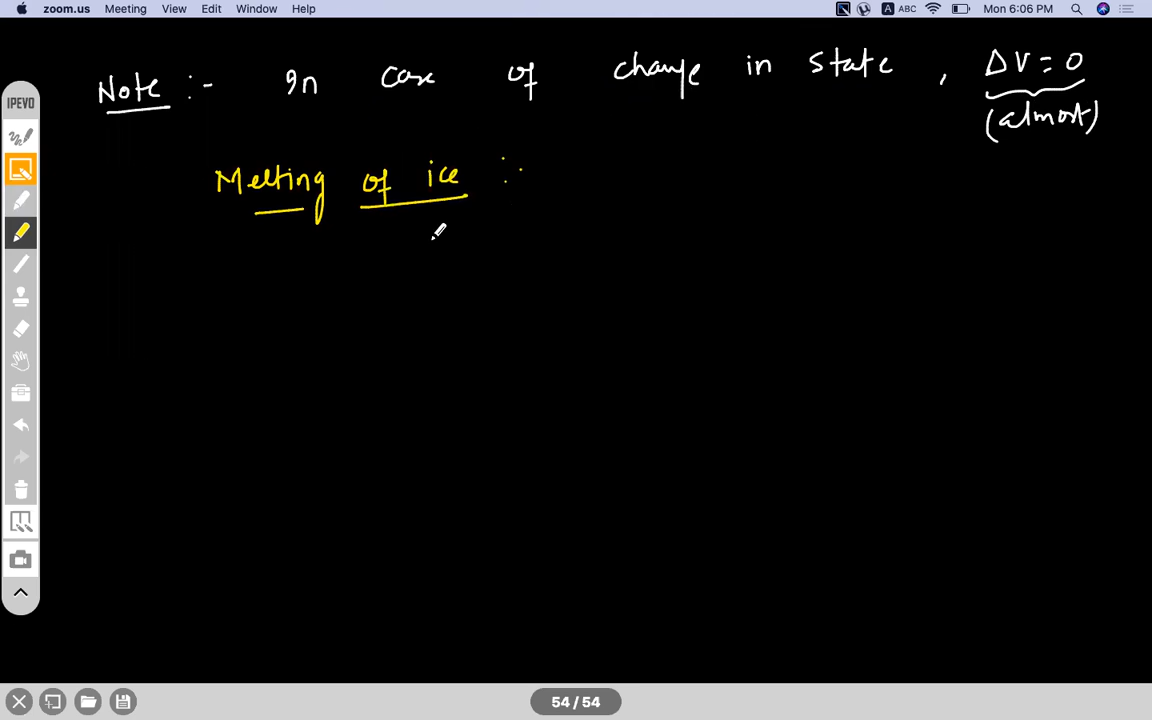 zoom.us Meeting View Edit Window Help A ABC Mon 6:06 PM
IPEVO
Note :- In case of change in state , ΔV = 0
(almost)
Melting of ice :-
54 / 54